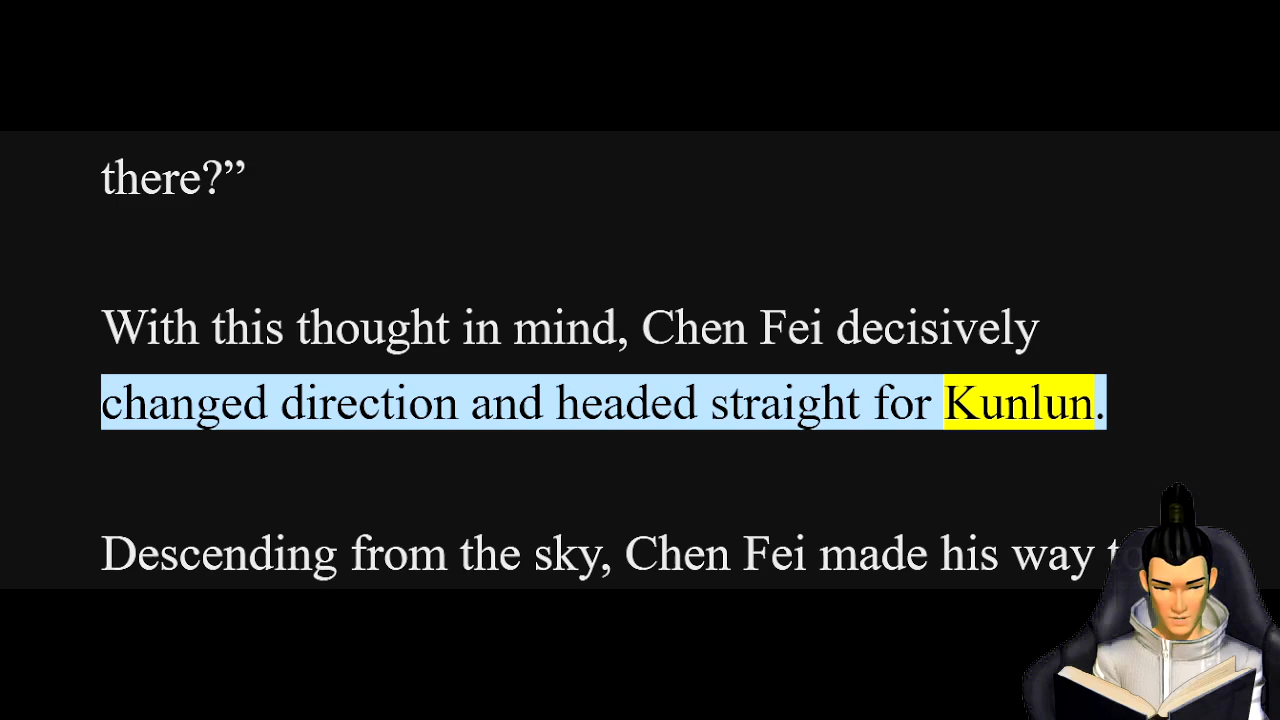 there?”
With this thought in mind, Chen Fei decisively
changed direction and headed straight for Kunlun.
Descending from the sky, Chen Fei made his way to